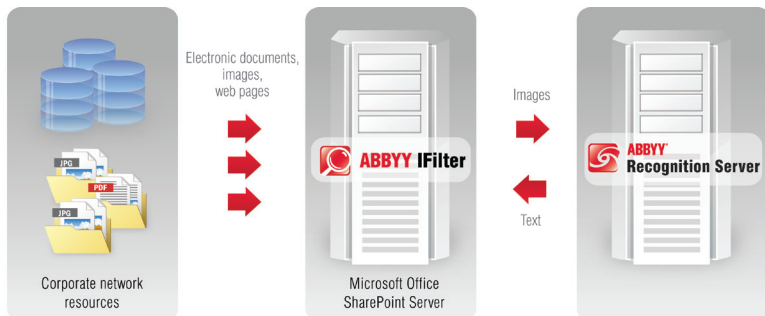 JPG
PDF
JPG
Corporate network
resources
Electronic documents,
images,
web pages
ABBYY IFilter
Microsoft Office
SharePoint Server
Images
Text
ABBYY®
Recognition Server